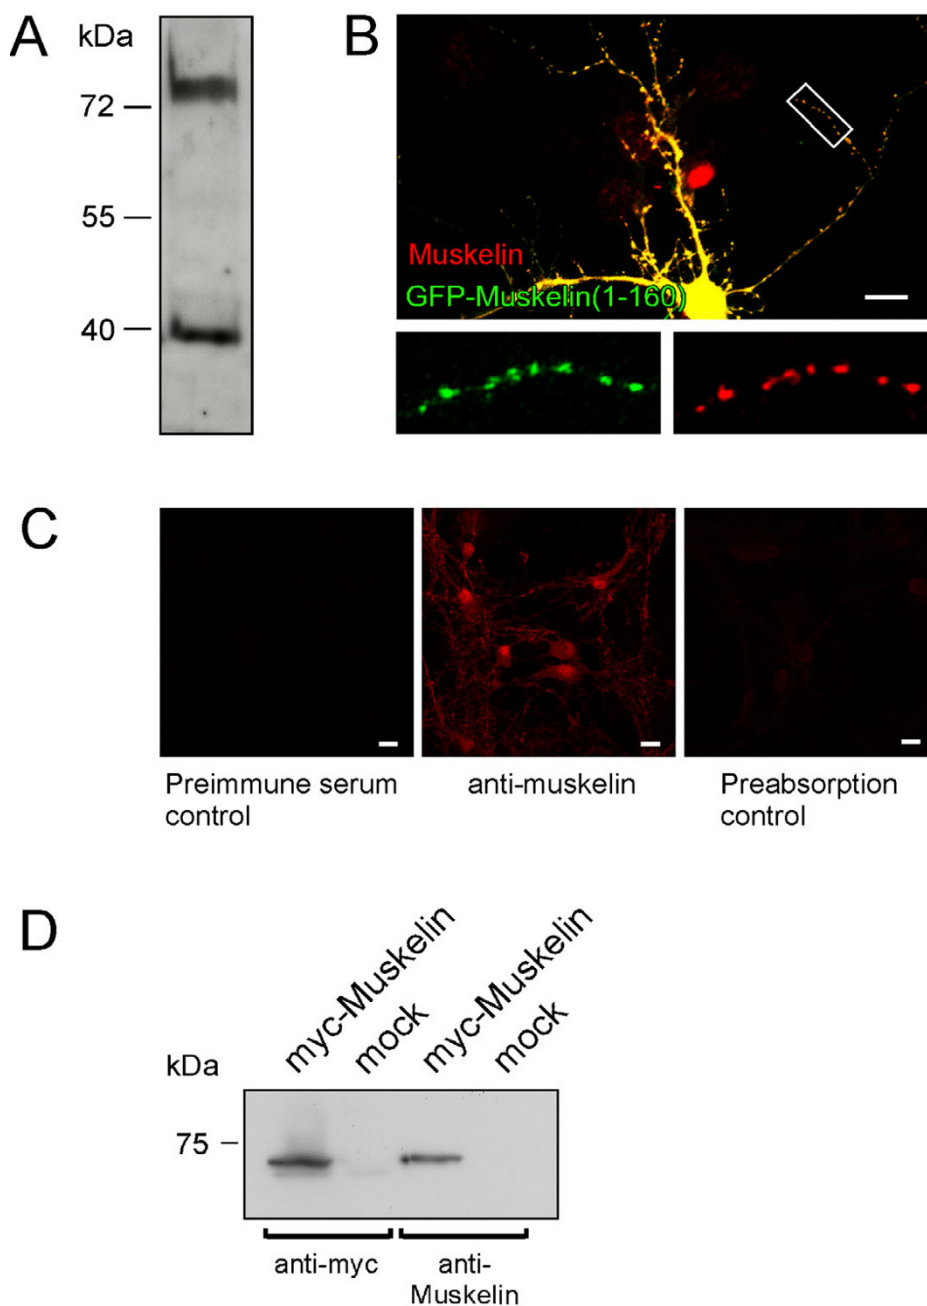 A
kDa
72
55
40
B
Muskelin
GFP-Muskelin(1-160)
C
Preimmune serum
control
anti-muskelin
Preabsorption
control
D
myc-Muskelin
mock
myc-Muskelin
mock
kDa
75
anti-myc
anti-
Muskelin